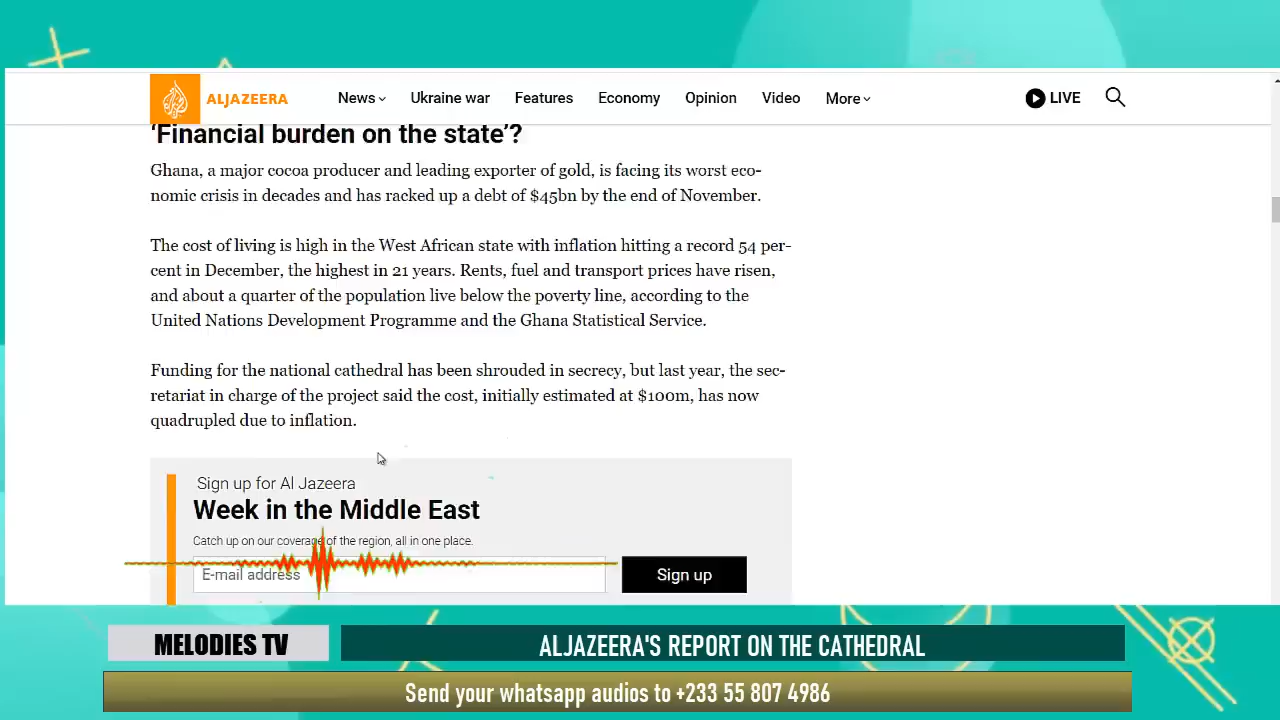 ALJAZEERA
News
Ukraine war
Features
Economy
Opinion
Video
More
LIVE
‘Financial burden on the state’?
Ghana, a major cocoa producer and leading exporter of gold, is facing its worst eco-
nomic crisis in decades and has racked up a debt of $45bn by the end of November.
The cost of living is high in the West African state with inflation hitting a record 54 per-
cent in December, the highest in 21 years. Rents, fuel and transport prices have risen,
and about a quarter of the population live below the poverty line, according to the
United Nations Development Programme and the Ghana Statistical Service.
Funding for the national cathedral has been shrouded in secrecy, but last year, the sec-
retariat in charge of the project said the cost, initially estimated at $100m, has now
quadrupled due to inflation.
Sign up for Al Jazeera
Week in the Middle East
Catch up on our coverage of the region, all in one place.
E-mail address
Sign up
MELODIES TV
ALJAZEERA'S REPORT ON THE CATHEDRAL
Send your whatsapp audios to +233 55 807 4986